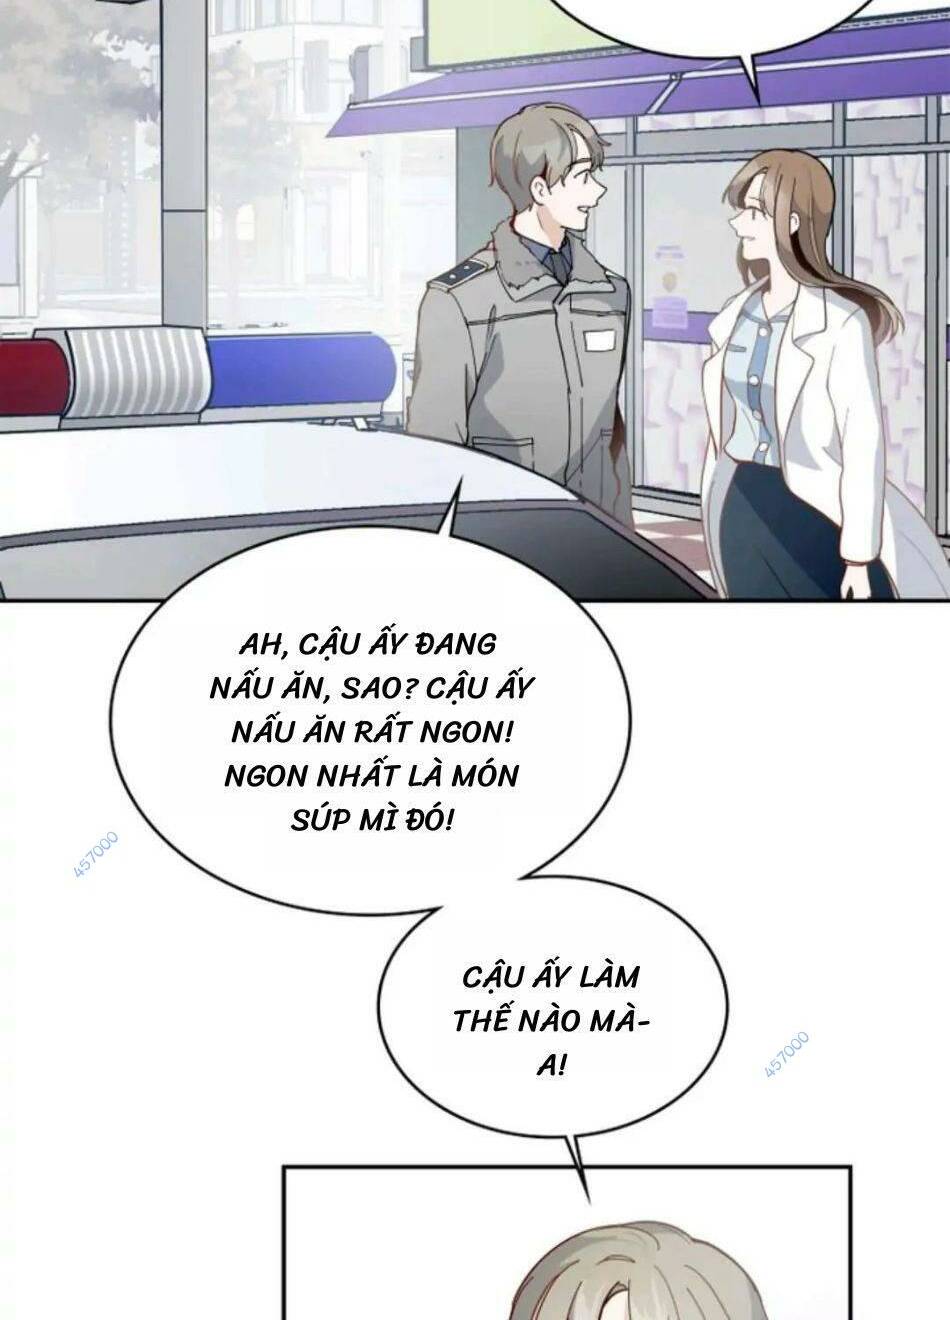 AH, CẬU ẤY ĐANG
NẤU ĂN, SAO? CẬU ẤY
NẤU ĂN RẤT NGON!
NGON NHẤT LÀ MÓN
SÚP MÌ ĐÓ!
457000
CẬU ẤY LÀM
THẾ NÀO MÀ-
A!
457000